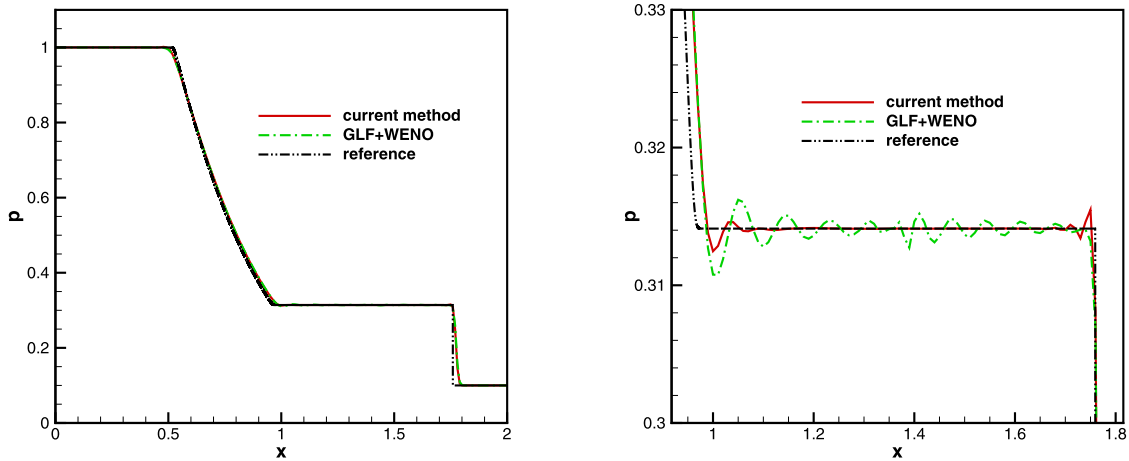 p
1
0.8
0.6
0.4
0.2
0
0
0.5
1
1.5
2
x
current method
GLF+WENO
reference
p
0.33
0.32
0.31
0.3
1
1.2
1.4
1.6
1.8
x
current method
GLF+WENO
reference